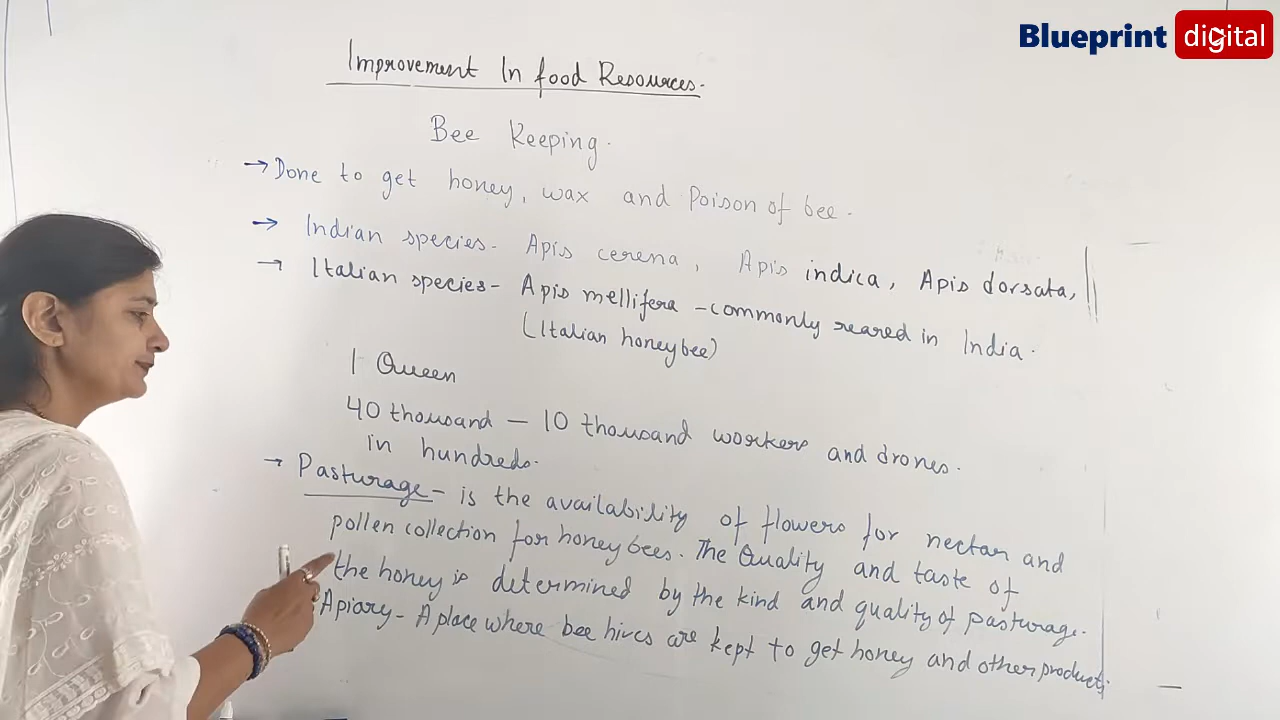 Blueprint digital
Improvement In food Resources.
Bee Keeping.
→ Done to get honey, wax and Poison of bee.
→ Indian species - Apis cerena, Apis indica, Apis dorsata,
→ Italian species - Apis mellifera - commonly reared in India.
(Italian honeybee)
1 Queen
40 thousand - 10 thousand workers and drones.
in hundreds.
→ Pasturage - is the availability of flowers for nectar and
pollen collection for honey bees. The Quality and taste of
the honey is determined by the kind and quality of pasturage.
Apiary - A place where bee hives are kept to get honey and other product.